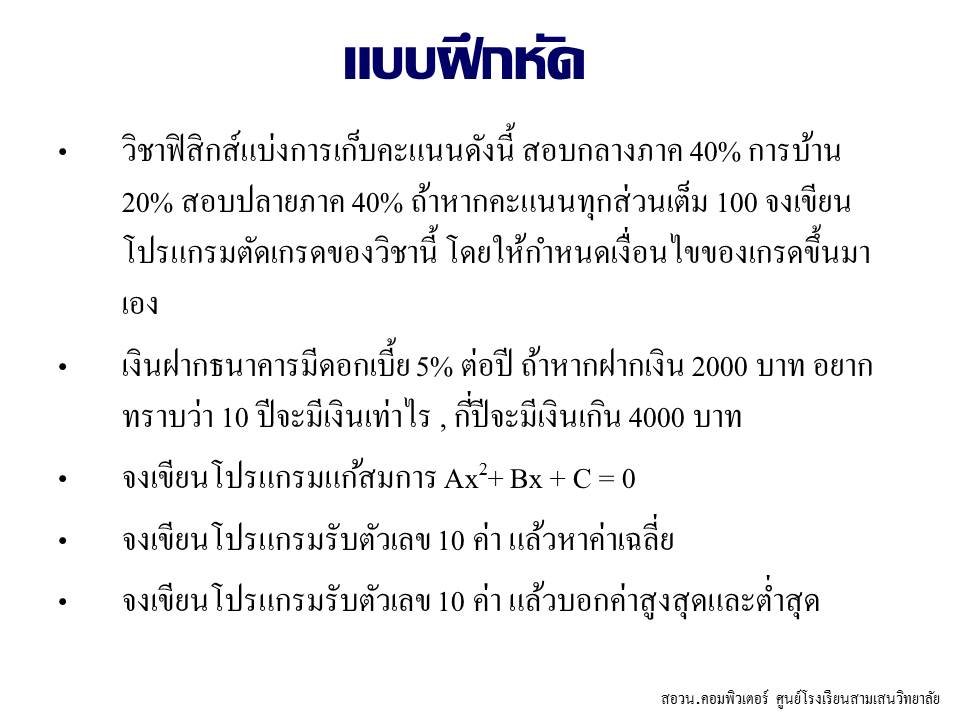 แบบฝึกหัด
• วิชาฟิสิกส์แบ่งการเก็บคะแนนดังนี้ สอบกลางภาค 40% การบ้าน
20% สอบปลายภาค 40% ถ้าหากคะแนนทุกส่วนเต็ม 100 จงเขียน
โปรแกรมตัดเกรดของวิชานี้ โดยให้กำหนดเงื่อนไขของเกรดขึ้นมา
เอง
• เงินฝากธนาคารมีดอกเบี้ย 5% ต่อปี ถ้าหากฝากเงิน 2000 บาท อยาก
ทราบว่า 10 ปีจะมีเงินเท่าไร , กี่ปีจะมีเงินเกิน 4000 บาท
• จงเขียนโปรแกรมแก้สมการ Ax²+ Bx + C = 0
• จงเขียนโปรแกรมรับตัวเลข 10 ค่า แล้วหาค่าเฉลี่ย
• จงเขียนโปรแกรมรับตัวเลข 10 ค่า แล้วบอกค่าสูงสุดและต่ำสุด
สอวน.คอมพิวเตอร์ ศูนย์โรงเรียนสามเสนวิทยาลัย